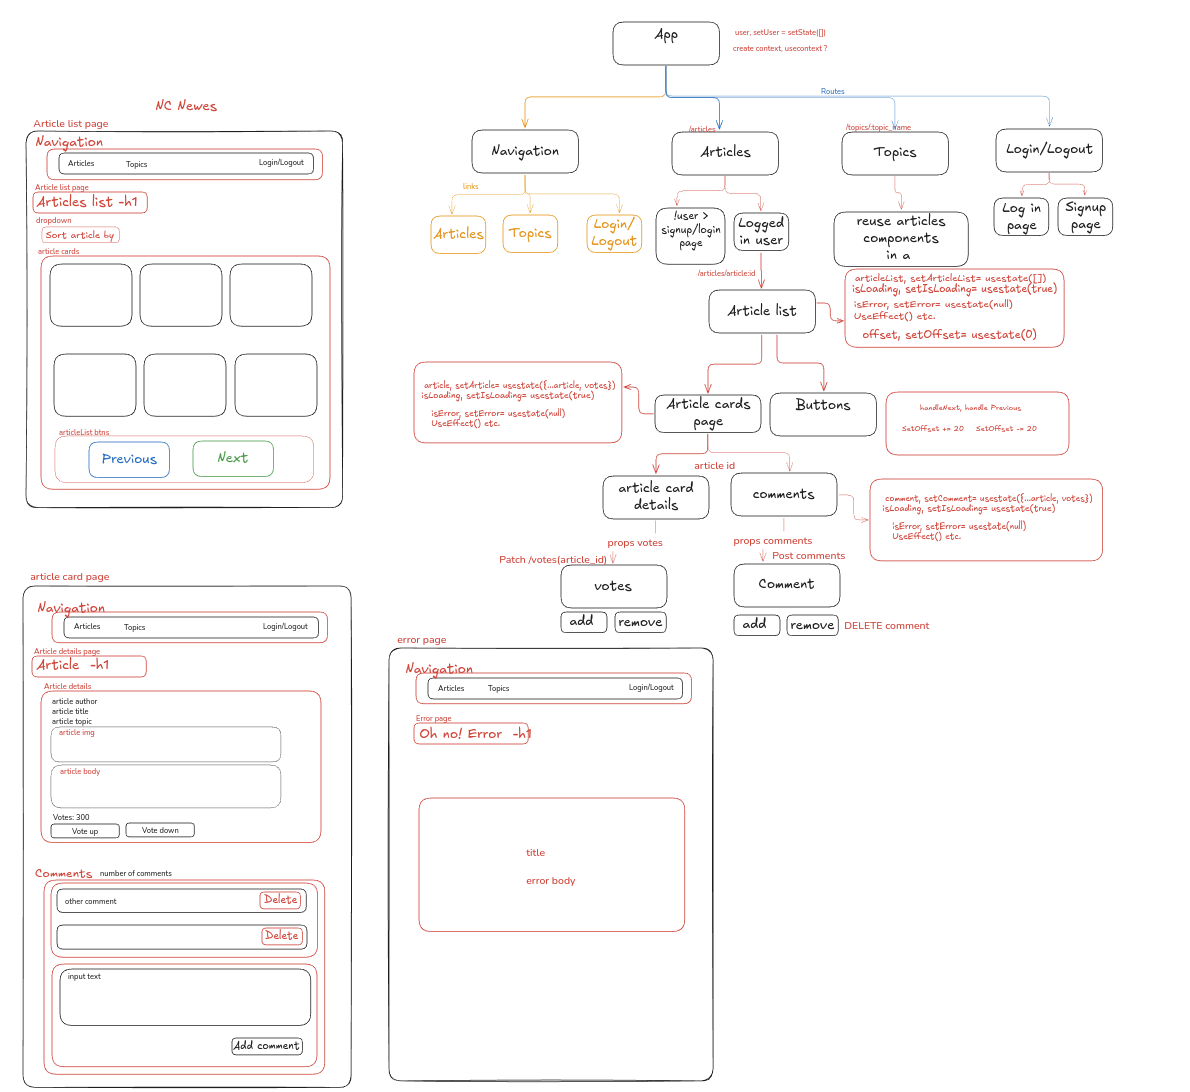 NC Newes
Article list page
Navigation
Articles
Topics
Login/Logout
Article list page
Articles list -h1
dropdown
Sort article by
article cards
articleList btns
Previous
Next
App
user, setUser = setState([])
create context, usecontext ?
Routes
Navigation
/articles
Articles
/topics/:topic_name
Topics
Login/Logout
links
Articles
Topics
Login/
Logout
!user >
signup/login
page
Logged
in user
reuse articles
components
in a
Log in
page
Signup
page
/articles/article:id
Article list
articleList, setArticleList= usestate([])
isLoading, setIsLoading= usestate(true)
isError, setError= usestate(null)
UseEffect() etc.
offset, setOffset= usestate(0)
article, setArticle= usestate({...article, votes})
isLoading, setIsLoading= usestate(true)
isError, setError= usestate(null)
UseEffect() etc.
Article cards
page
Buttons
handleNext, handle Previous
SetOffset += 20
SetOffset -= 20
article id
article card
details
comments
comment, setComment= usestate({...article, votes})
isLoading, setIsLoading= usestate(true)
isError, setError= usestate(null)
UseEffect() etc.
props votes
Patch /votes(article_id)
props comments
Post comments
votes
add
remove
Comment
add
remove
DELETE comment
article card page
Navigation
Articles
Topics
Login/Logout
Article details page
Article -h1
Article details
article author
article title
article topic
article img
article body
Votes: 300
Vote up
Vote down
Comments
number of comments
other comment
Delete
Delete
input text
Add comment
error page
Navigation
Articles
Topics
Login/Logout
Error page
Oh no! Error -h1
title
error body